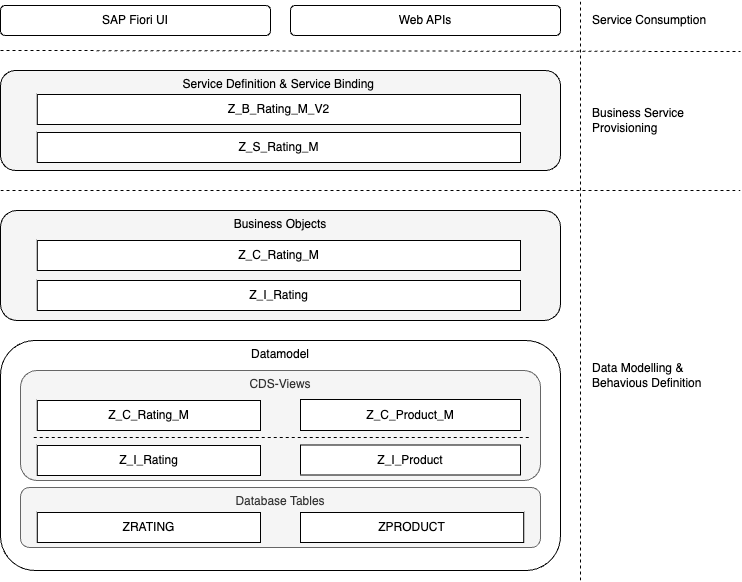 SAP Fiori UI
Web APIs
Service Consumption
Service Definition & Service Binding
Z_B_Rating_M_V2
Z_S_Rating_M
Business Service
Provisioning
Business Objects
Z_C_Rating_M
Z_I_Rating
Datamodel
CDS-Views
Z_C_Rating_M
Z_C_Product_M
Z_I_Rating
Z_I_Product
Database Tables
ZRATING
ZPRODUCT
Data Modelling &
Behavious Definition